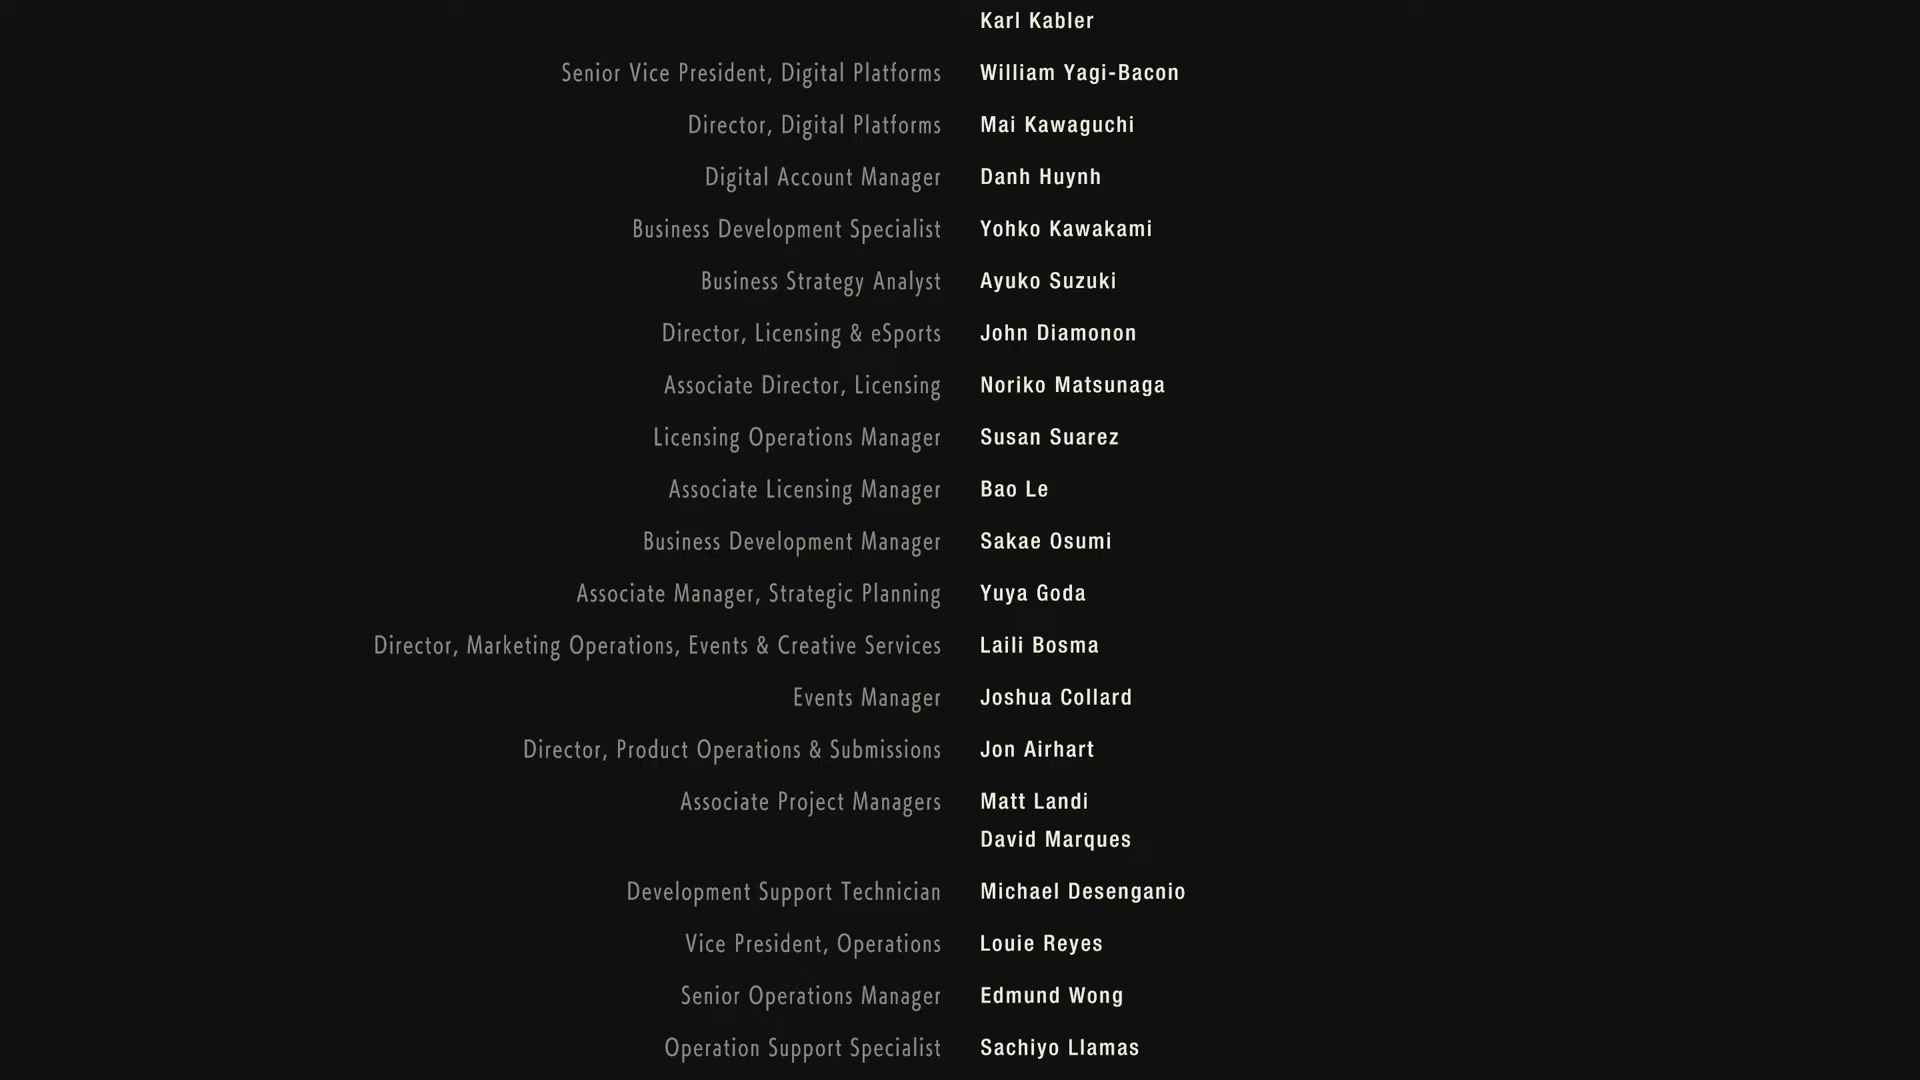 Karl Kabler
Senior Vice President, Digital Platforms William Yagi-Bacon
Director, Digital Platforms Mai Kawaguchi
Digital Account Manager Danh Huynh
Business Development Specialist Yohko Kawakami
Business Strategy Analyst Ayuko Suzuki
Director, Licensing & eSports John Diamonon
Associate Director, Licensing Noriko Matsunaga
Licensing Operations Manager Susan Suarez
Associate Licensing Manager Bao Le
Business Development Manager Sakae Osumi
Associate Manager, Strategic Planning Yuya Goda
Director, Marketing Operations, Events & Creative Services Laili Bosma
Events Manager Joshua Collard
Director, Product Operations & Submissions Jon Airhart
Associate Project Managers Matt Landi
David Marques
Development Support Technician Michael Desenganio
Vice President, Operations Louie Reyes
Senior Operations Manager Edmund Wong
Operation Support Specialist Sachiyo Llamas